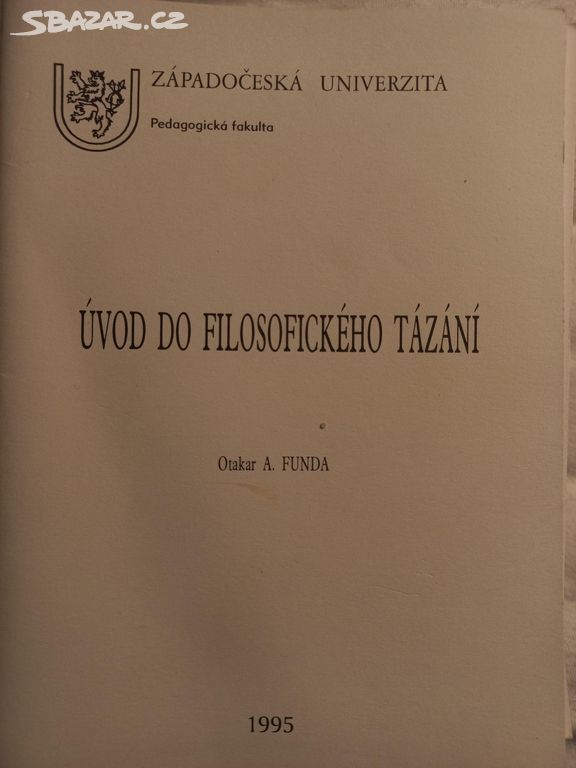 SBAZAR.CZ
ZÁPADOČESKÁ UNIVERZITA
Pedagogická fakulta
ÚVOD DO FILOSOFICKÉHO TÁZÁNÍ
Otakar A. FUNDA
1995